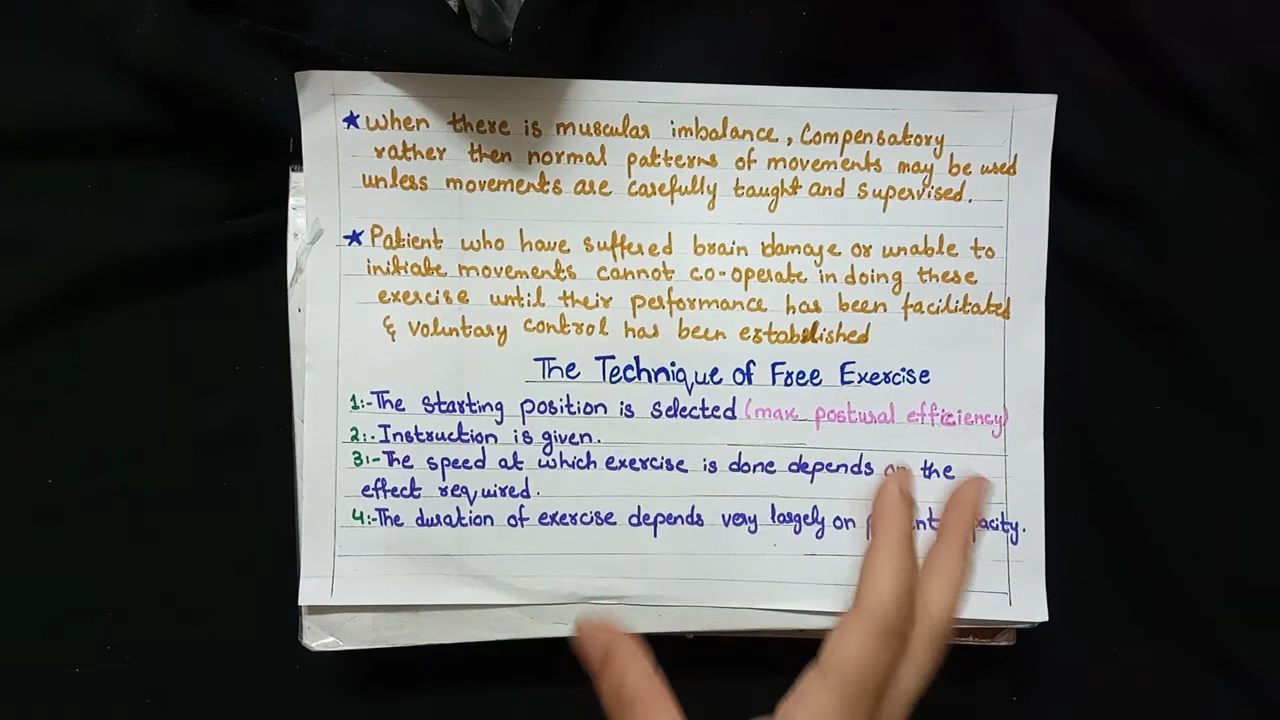 ★ When there is muscular imbalance, Compensatory
rather then normal patterns of movements may be used
unless movements are carefully taught and supervised.
★ Patient who have suffered brain damage or unable to
initiate movements cannot co-operate in doing these
exercise until their performance has been facilitated
& voluntary control has been established
The Technique of Free Exercise
1:-The starting position is selected (max postural efficiency)
2:-Instruction is given.
3:-The speed at which exercise is done depends the
effect required.
4:-The duration of exercise depends very largely on